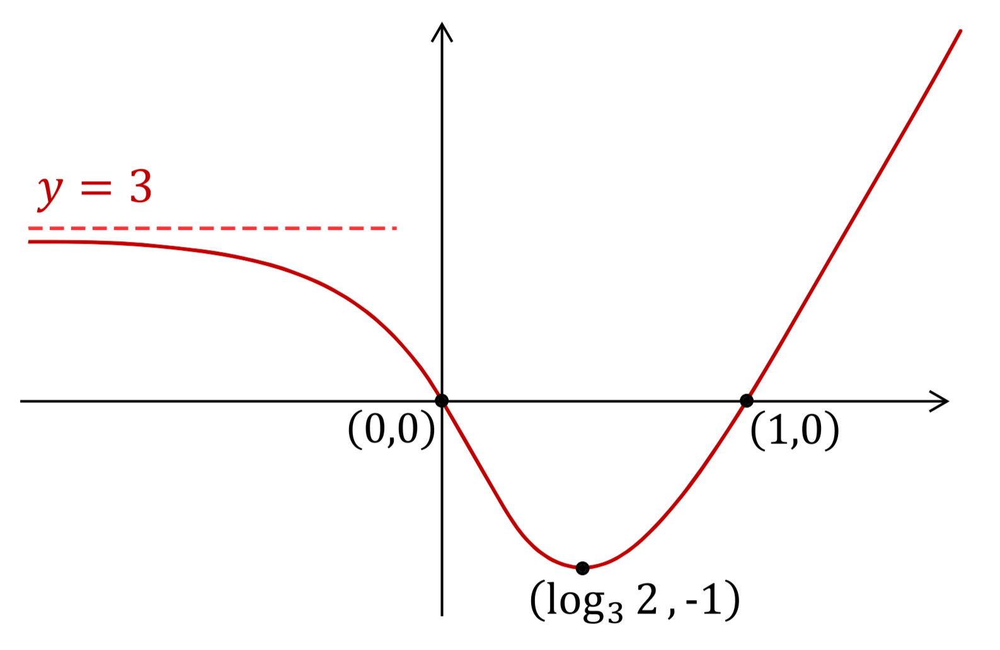 y = 3
(0,0)
(1,0)
(log₃ 2 , -1)